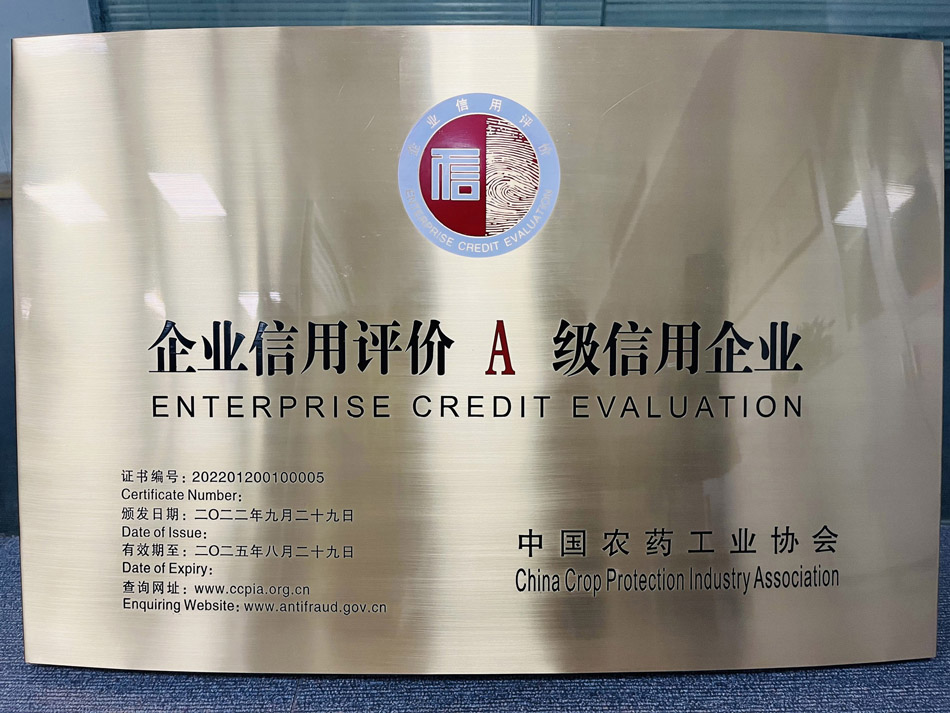 企业信用评价
信
ENTERPRISE CREDIT EVALUATION
企业信用评价 A 级信用企业
ENTERPRISE CREDIT EVALUATION
证书编号：202201200100005
Certificate Number:
颁发日期：二〇二二年九月二十九日
Date of Issue:
有效期至：二〇二五年八月二十九日
Date of Expiry:
查询网址：www.ccpia.org.cn
Enquiring Website: www.antifraud.gov.cn
中国农药工业协会
China Crop Protection Industry Association